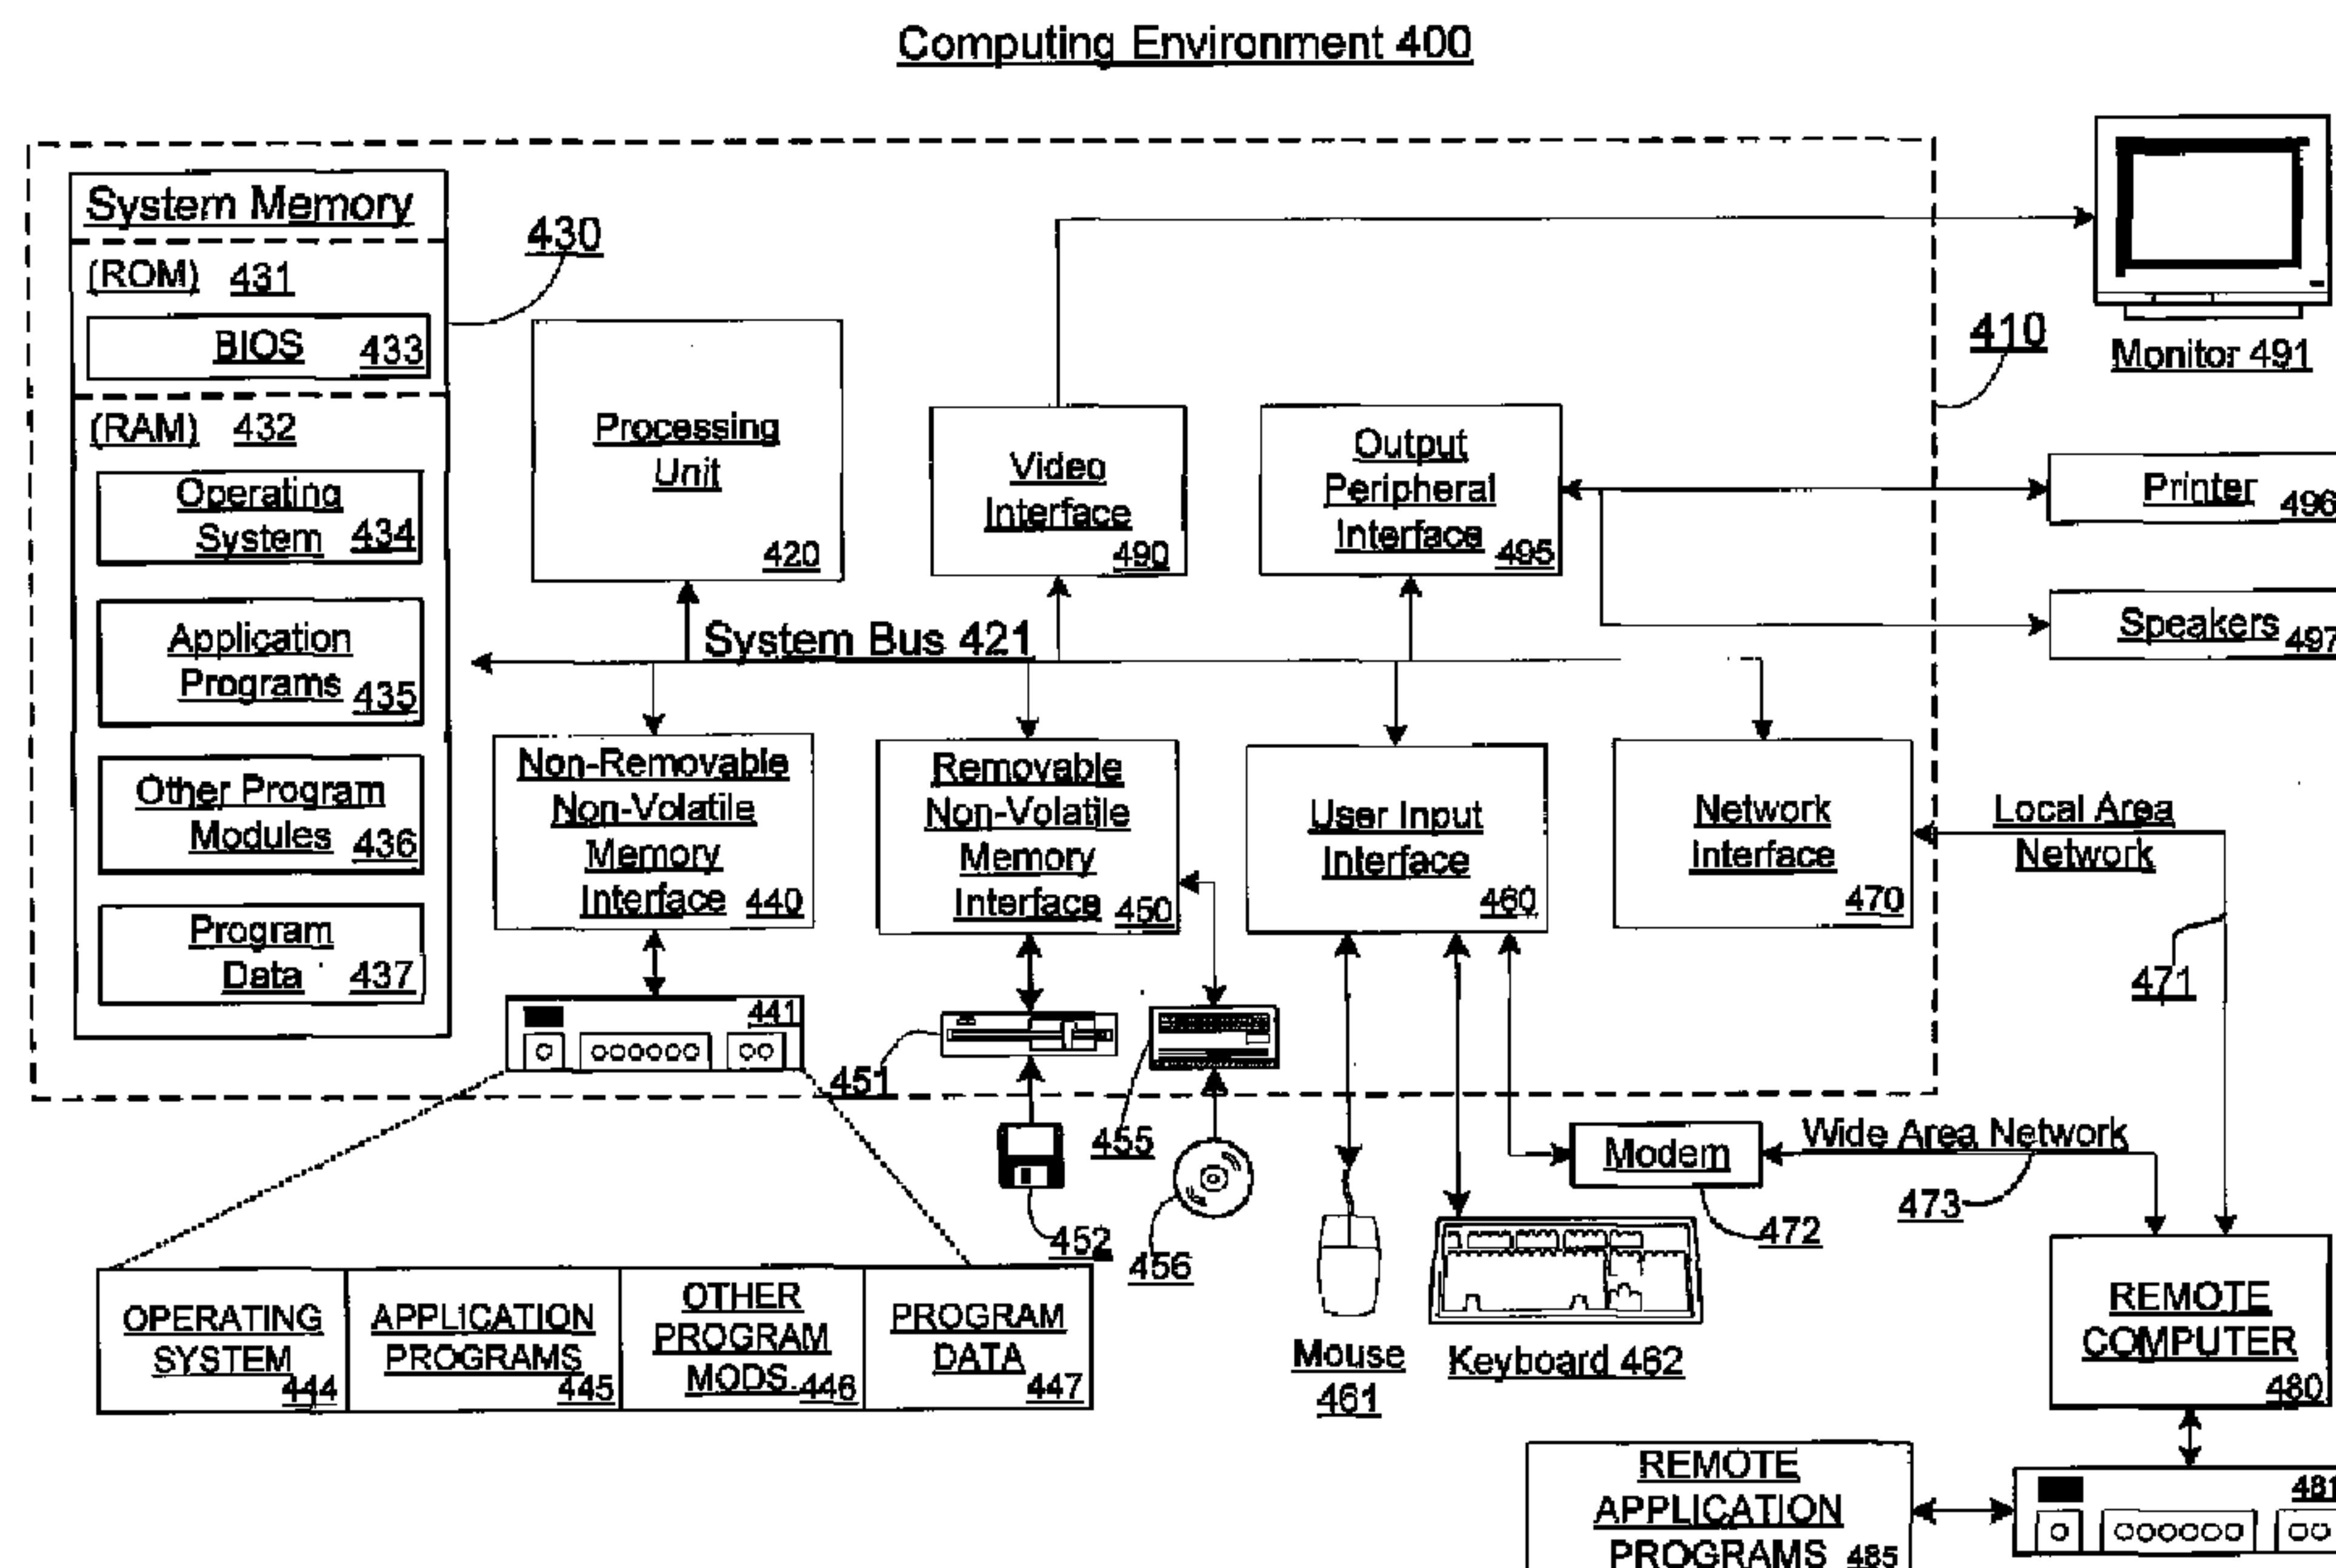 Computing Environment 400
System Memory
(ROM) 431
BIOS 433
(RAM) 432
Operating
System 434
Application
Programs 435
Other Program
Modules 436
Program
Data 437
430
Processing
Unit
420
Video
Interface
490
Output
Peripheral
Interface 495
410
Monitor 491
Printer 496
Speakers 497
System Bus 421
Non-Removable
Non-Volatile
Memory
Interface 440
Removable
Non-Volatile
Memory
Interface 450
User Input
Interface
460
Network
Interface
470
Local Area
Network
471
441
451
455
452
456
Modem
472
Wide Area Network
473
OPERATING
SYSTEM
444
APPLICATION
PROGRAMS
445
OTHER
PROGRAM
MODS. 446
PROGRAM
DATA
447
Mouse
461
Keyboard 462
REMOTE
COMPUTER
480
REMOTE
APPLICATION
PROGRAMS 485
481